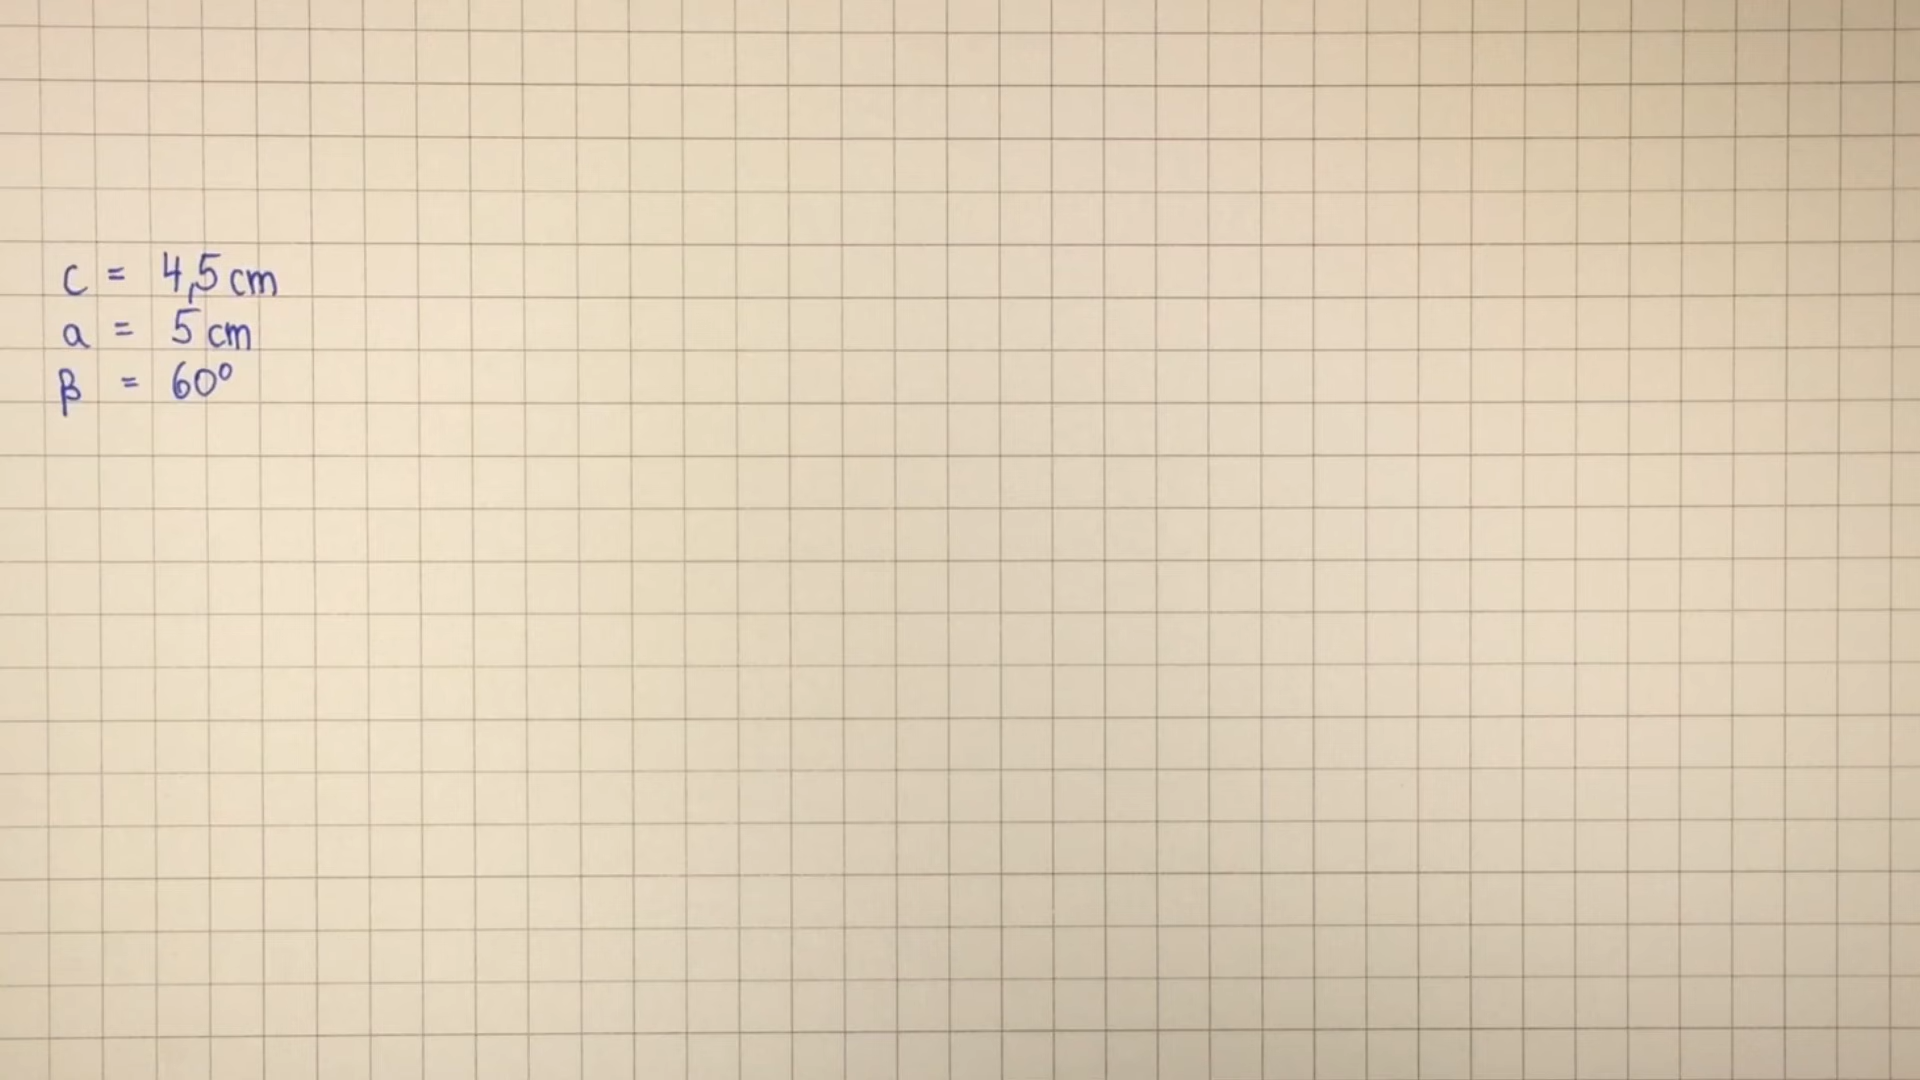 c = 4,5 cm
a = 5 cm
β = 60°